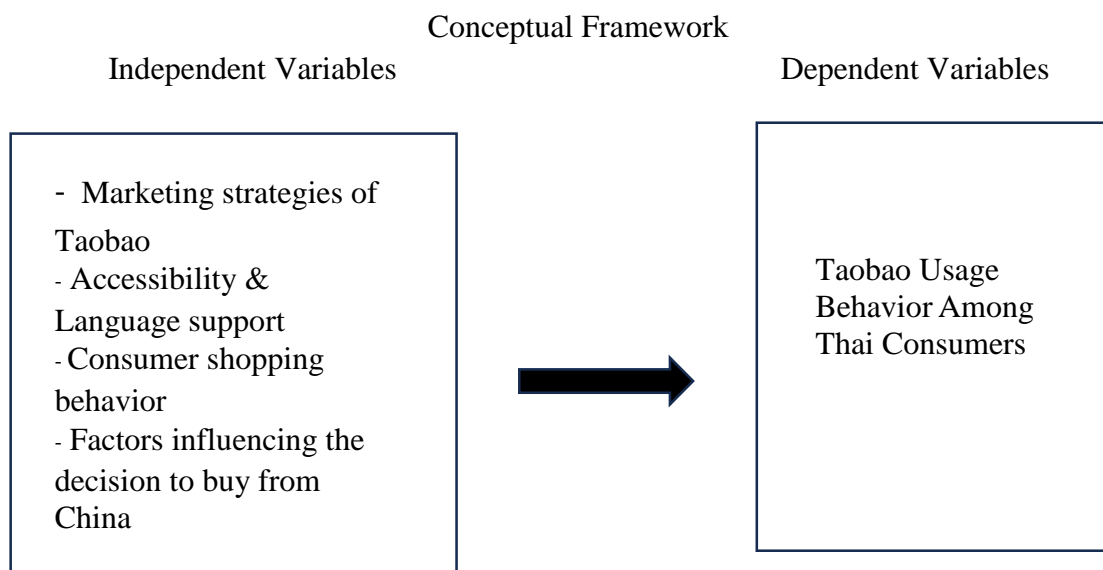 Conceptual Framework
Independent Variables
Dependent Variables
- Marketing strategies of
Taobao
- Accessibility &
Language support
- Consumer shopping
behavior
- Factors influencing the
decision to buy from
China
Taobao Usage
Behavior Among
Thai Consumers